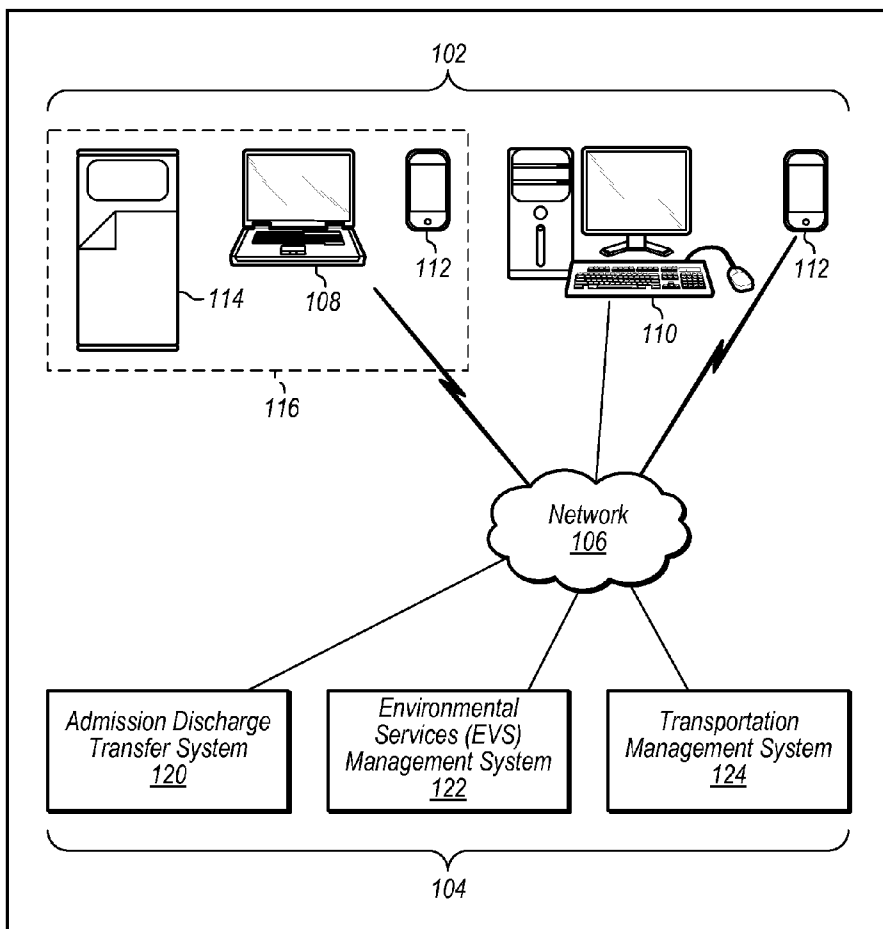 102
114
108
112
110
112
116
Network
106
Admission Discharge
Transfer System
120
Environmental
Services (EVS)
Management System
122
Transportation
Management System
124
104